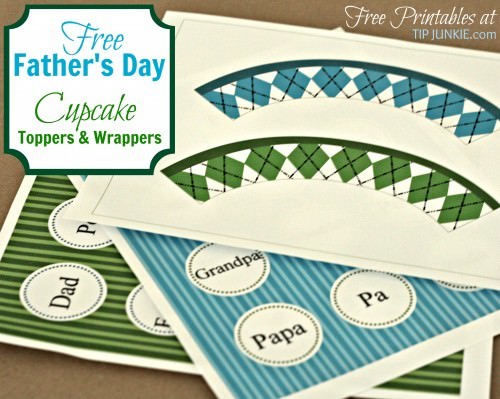 Free
Father's Day
Cupcake
Toppers & Wrappers
Free Printables at
TIP JUNKIE.com
Dad
Grandpa
Pa
Papa